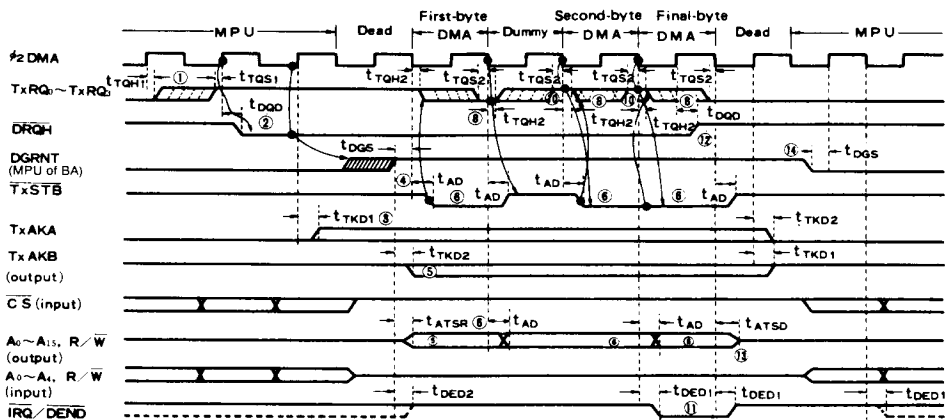 First-byte Second-byte Final-byte
MPU Dead DMA Dummy DMA DMA Dead MPU
φ2 DMA
tTQH1 ① tTQS1 tTQH2 tTQS2 tTQS2 tTQS2 tTQS2
TxRQ0~TxRQ3 ⑩ ⑧ ⑩ ⑧
tDQD ⑧ tTQH2 tTQH2 tTQH2 tDQD
DRQH ② ⑫
DGRNT tDGS ⑭ tDGS
(MPU of BA)
④ tAD tAD tAD tAD
TxSTB ⑥ ⑥ ⑥
TxAKA tTKD1 ③ tTKD2
TxAKB tTKD2 tTKD1
(output) ⑤
CS (input)
tATSR ⑥ tAD tAD tATSD
A0~A15, R/W ⑤ ⑥ ⑥
(output) ⑬
A0~A4, R/W
(input) tDED2 tDED1 tDED1 tDED1
IRQ/DEND ⑪